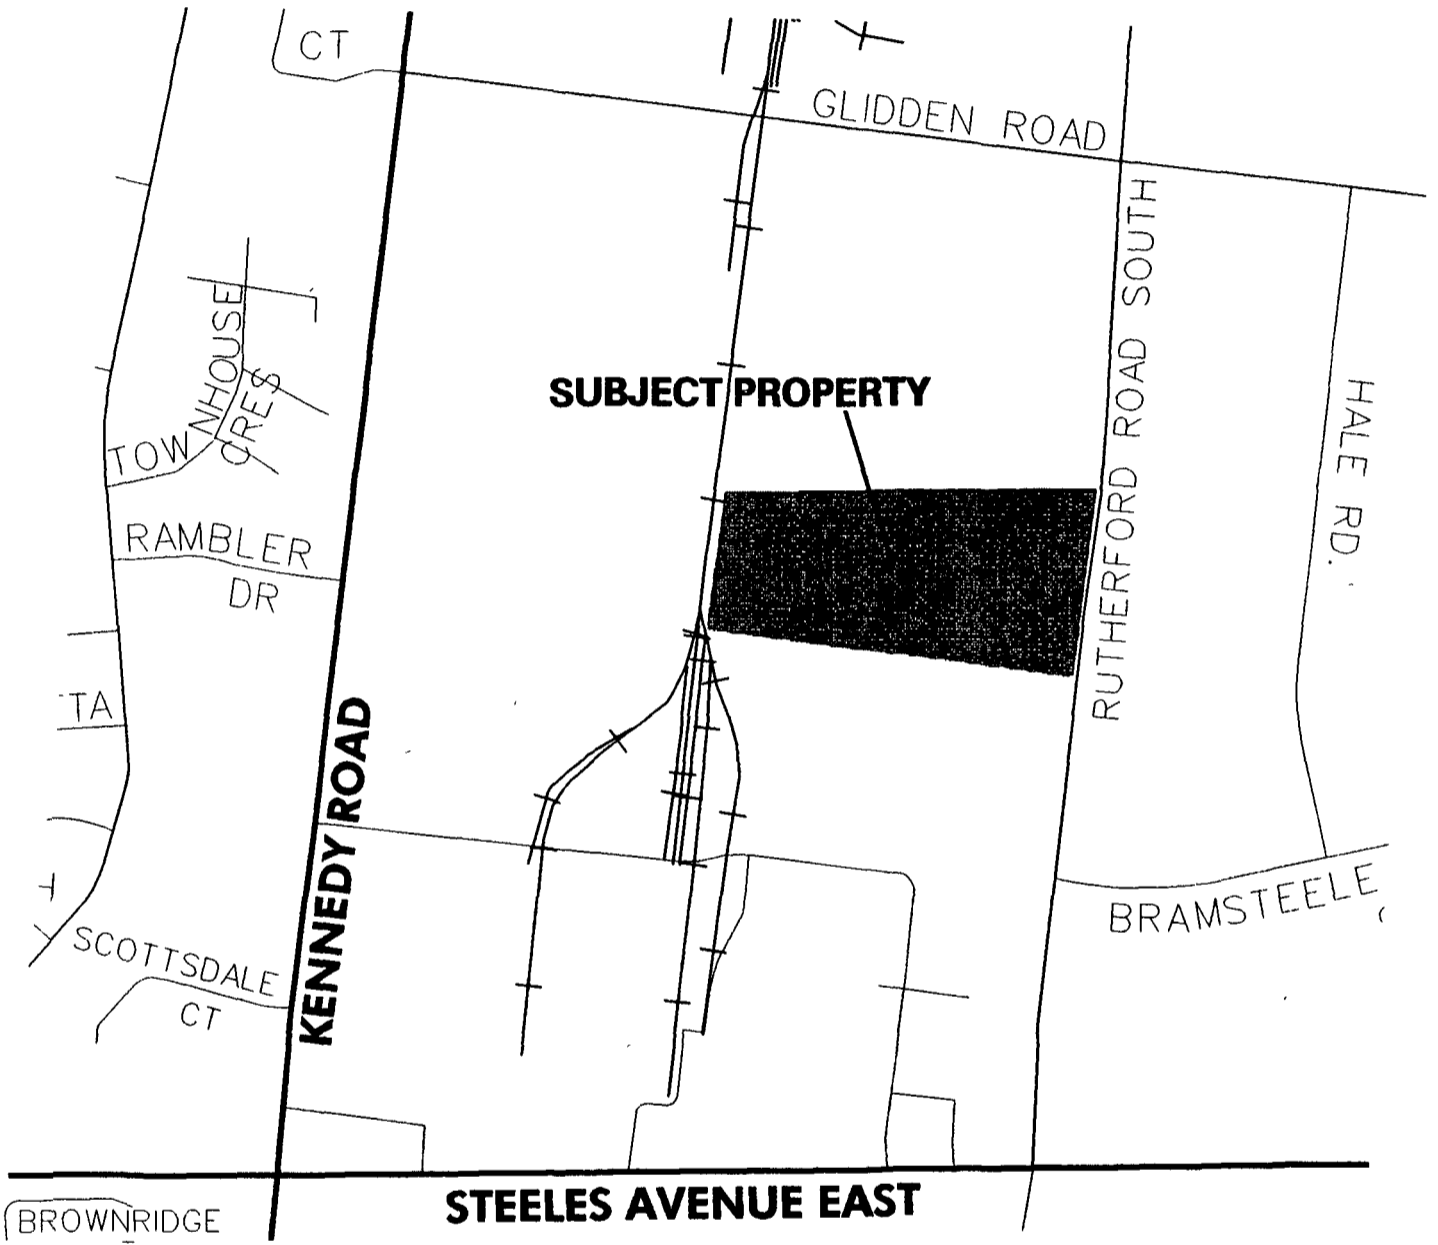 CT
GLIDDEN ROAD
RUTHERFORD ROAD SOUTH
TOWNHOUSE
CRES
SUBJECT PROPERTY
HALE RD.
RAMBLER
DR
TA
KENNEDY ROAD
BRAMSTEELE
SCOTTSDALE
CT
STEELES AVENUE EAST
BROWNRIDGE